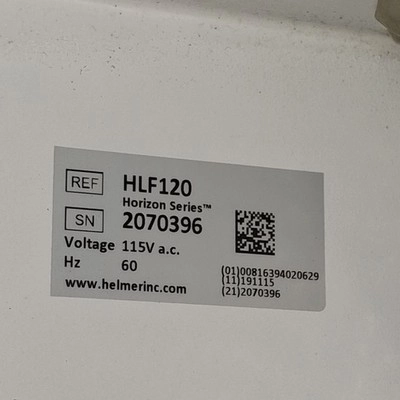 REF HLF120
Horizon Series™
SN 2070396
Voltage 115V a.c.
Hz 60
www.helmerinc.com
(01)00816394020629
(11)191115
(21)2070396